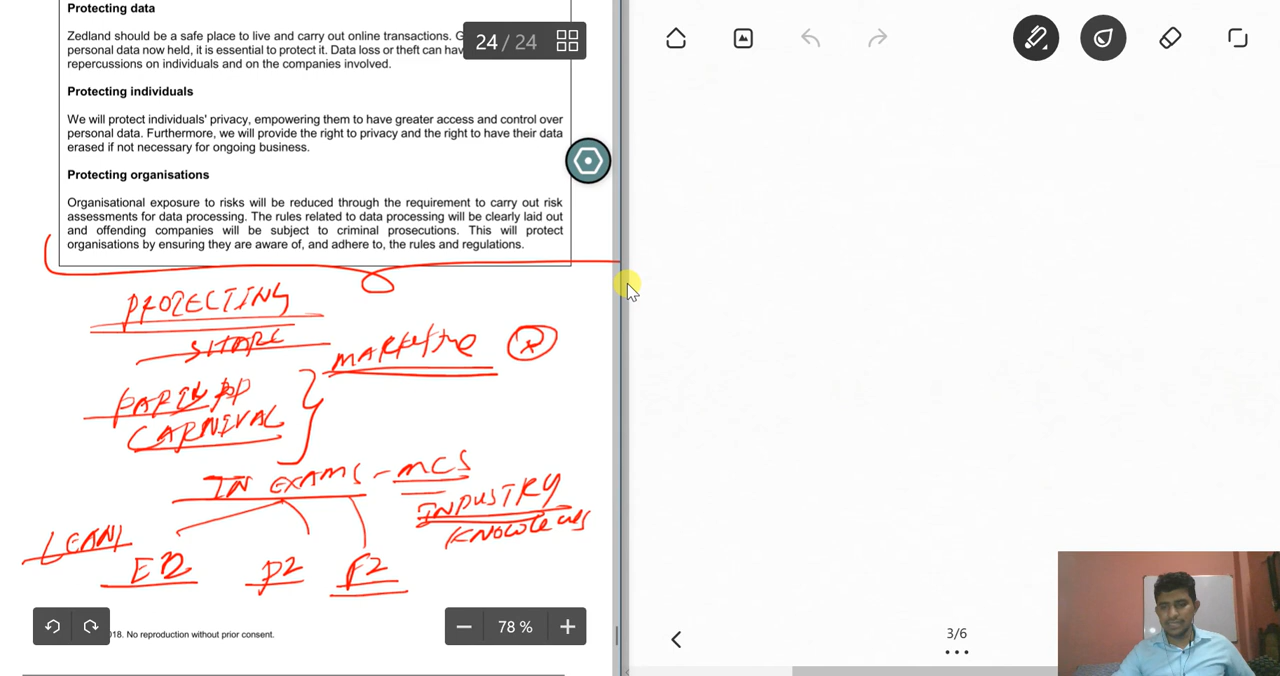 Protecting data
Zedland should be a safe place to live and carry out online transactions. G
personal data now held, it is essential to protect it. Data loss or theft can hav
repercussions on individuals and on the companies involved.
24 / 24
Protecting individuals
We will protect individuals' privacy, empowering them to have greater access and control over
personal data. Furthermore, we will provide the right to privacy and the right to have their data
erased if not necessary for ongoing business.
Protecting organisations
Organisational exposure to risks will be reduced through the requirement to carry out risk
assessments for data processing. The rules related to data processing will be clearly laid out
and offending companies will be subject to criminal prosecutions. This will protect
organisations by ensuring they are aware of, and adhere to, the rules and regulations.
PROTECTING
SHARE
MARKETING
CARNIVAL
IN EXAMS - MCS
INDUSTRY
E2 P2 F2
18. No reproduction without prior consent.
78 %
3/6